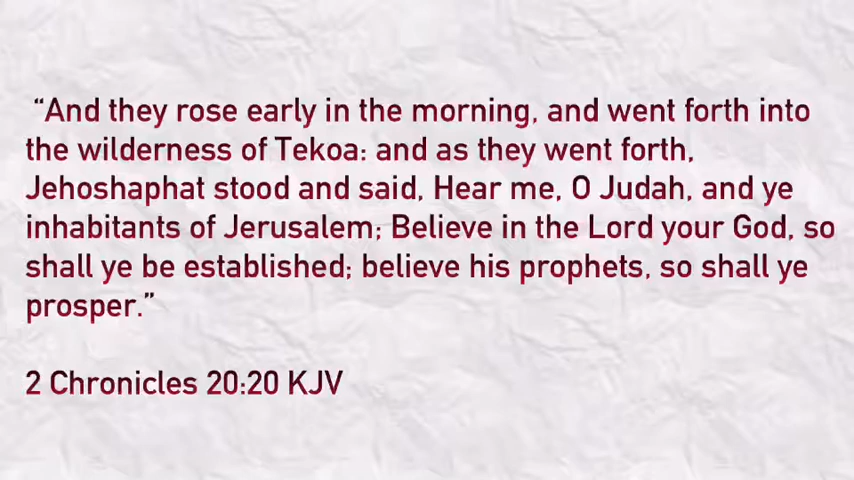 “And they rose early in the morning, and went forth into
the wilderness of Tekoa: and as they went forth,
Jehoshaphat stood and said, Hear me, O Judah, and ye
inhabitants of Jerusalem; Believe in the Lord your God, so
shall ye be established; believe his prophets, so shall ye
prosper.”
2 Chronicles 20:20 KJV